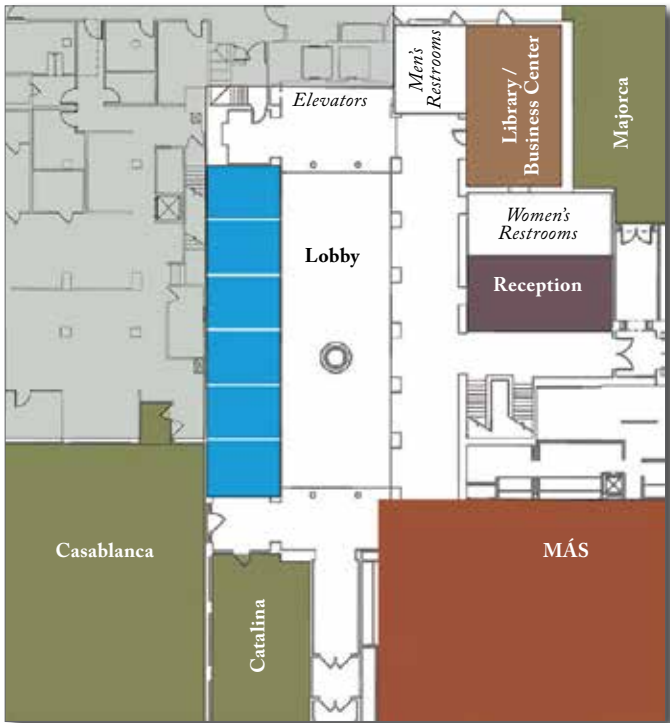 Elevators
Men's
Restrooms
Library /
Business Center
Majorca
Women's
Restrooms
Lobby
Reception
Casablanca
MÁS
Catalina